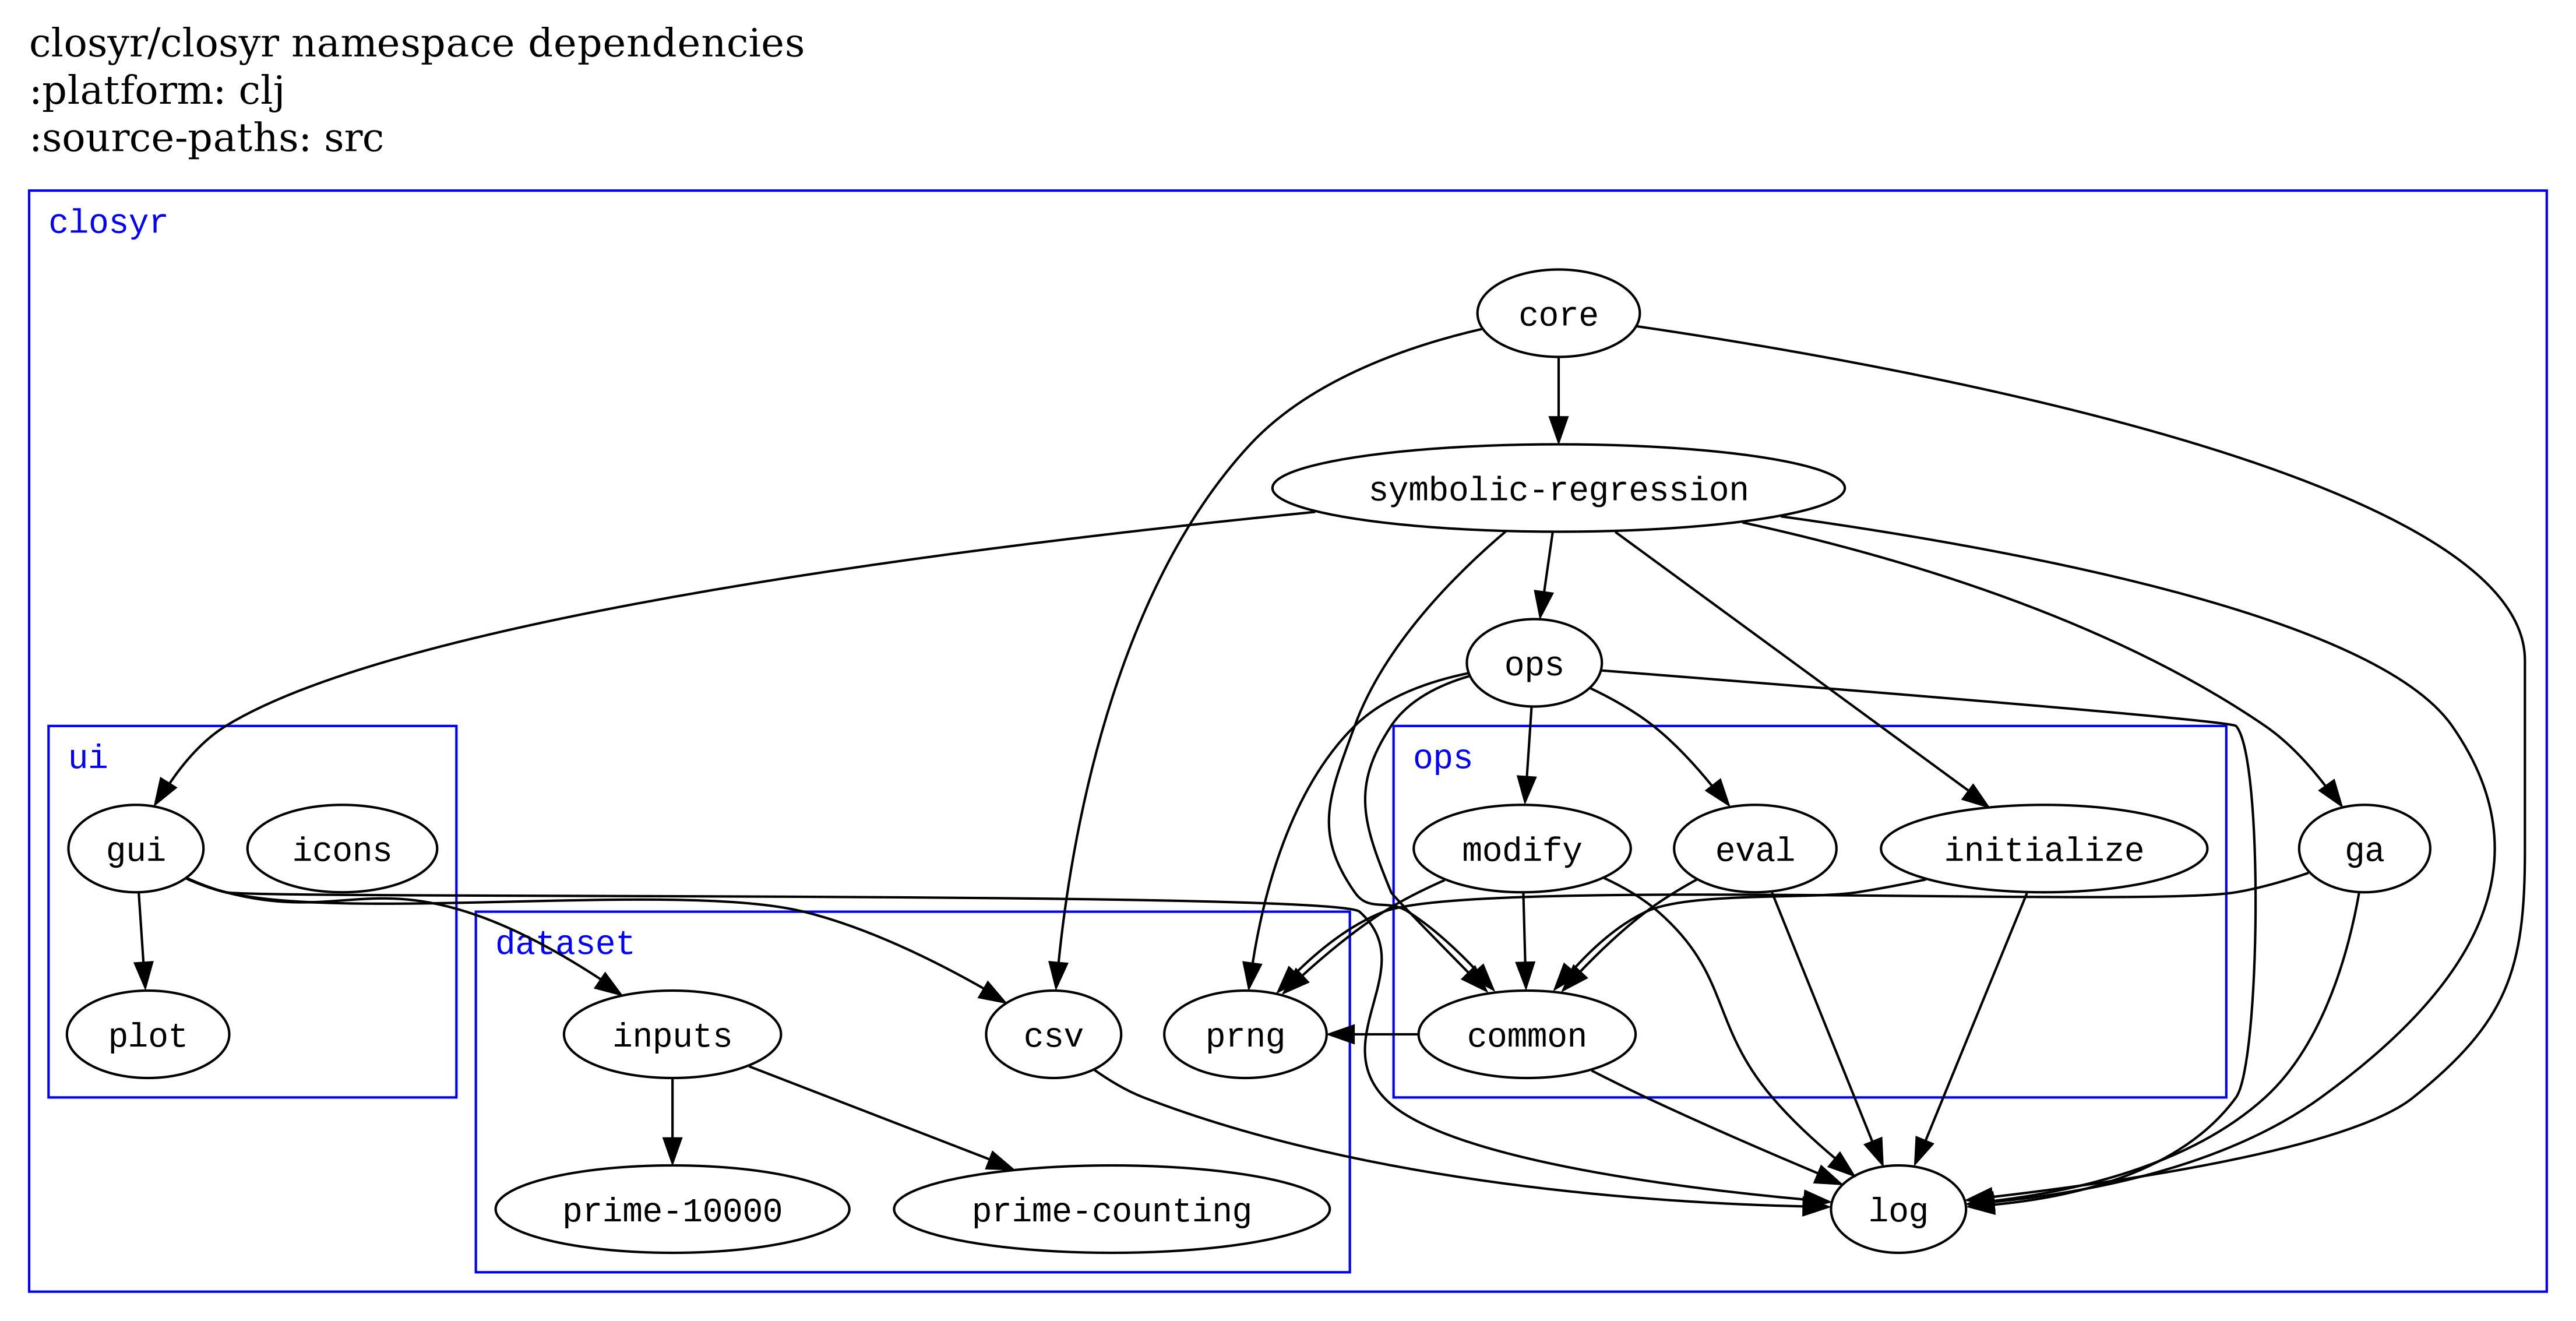 closyr/closyr namespace dependencies
:platform: clj
:source-paths: src
closyr
core
symbolic-regression
ops
ui
ops
gui
icons
modify
eval
initialize
ga
dataset
plot
inputs
csv
prng
common
prime-10000
prime-counting
log